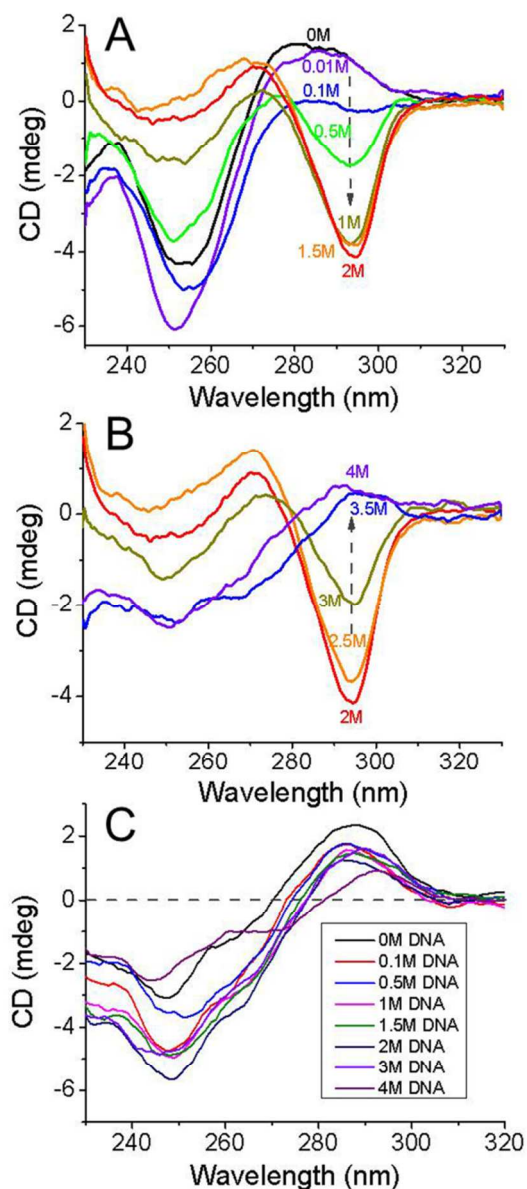 A
2
0
-2
-4
-6
CD (mdeg)
0M
0.01M
0.1M
0.5M
1M
1.5M
2M
240 260 280 300 320
Wavelength (nm)
B
2
0
-2
-4
CD (mdeg)
4M
3.5M
3M
2.5M
2M
240 260 280 300 320
Wavelength (nm)
C
2
0
-2
-4
-6
CD (mdeg)
0M DNA
0.1M DNA
0.5M DNA
1M DNA
1.5M DNA
2M DNA
3M DNA
4M DNA
240 260 280 300 320
Wavelength (nm)